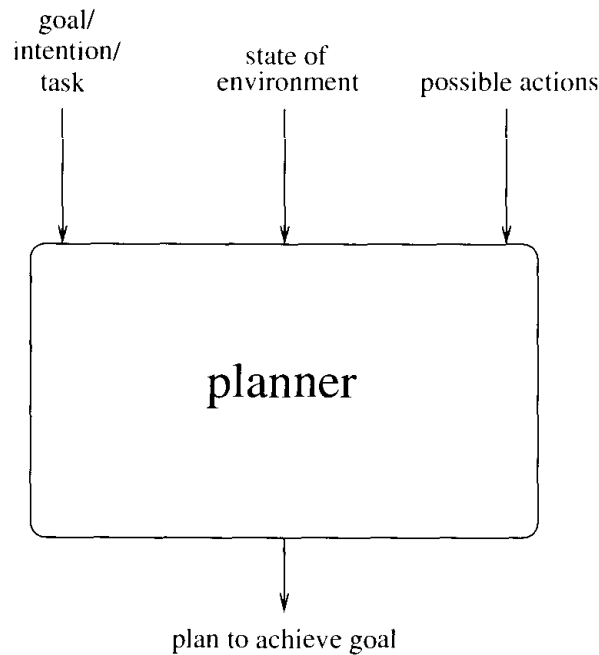 goal/
intention/
task
state of
environment
possible actions
planner
plan to achieve goal